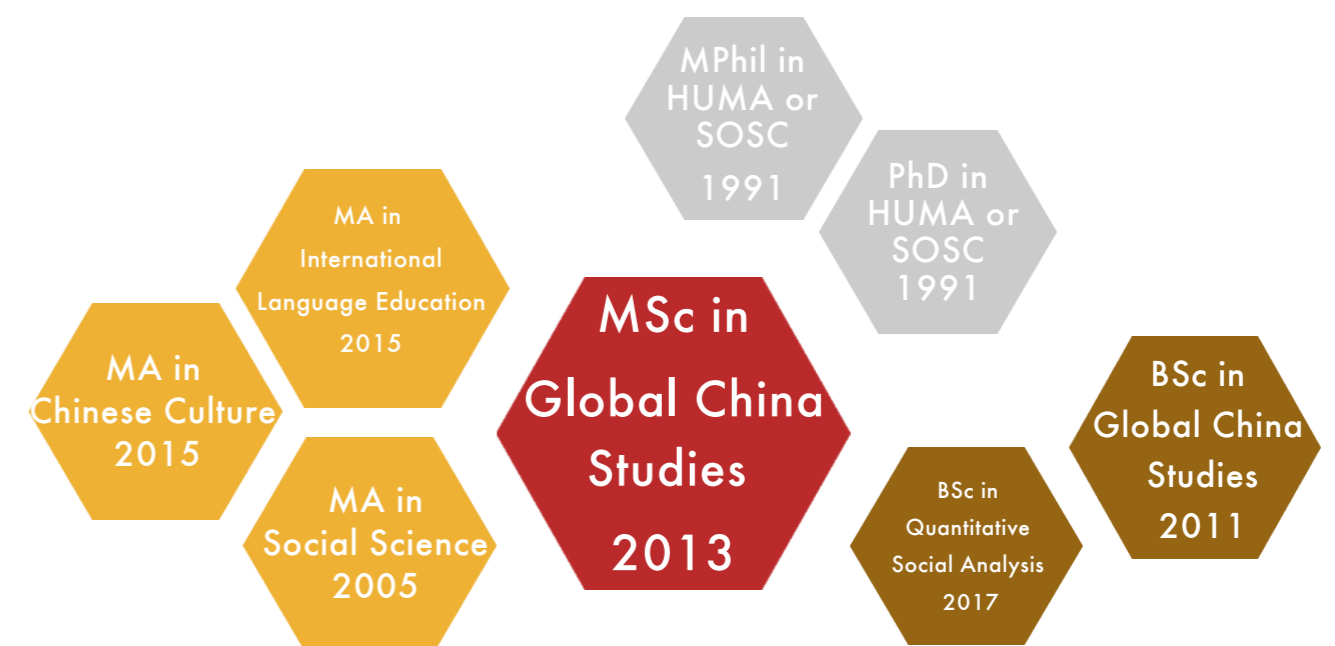 MPhil in
HUMA or
SOSC
1991
PhD in
HUMA or
SOSC
1991
MA in
International
Language Education
2015
MA in
Chinese Culture
2015
MA in
Social Science
2005
MSc in
Global China
Studies
2013
BSc in
Quantitative
Social Analysis
2017
BSc in
Global China
Studies
2011